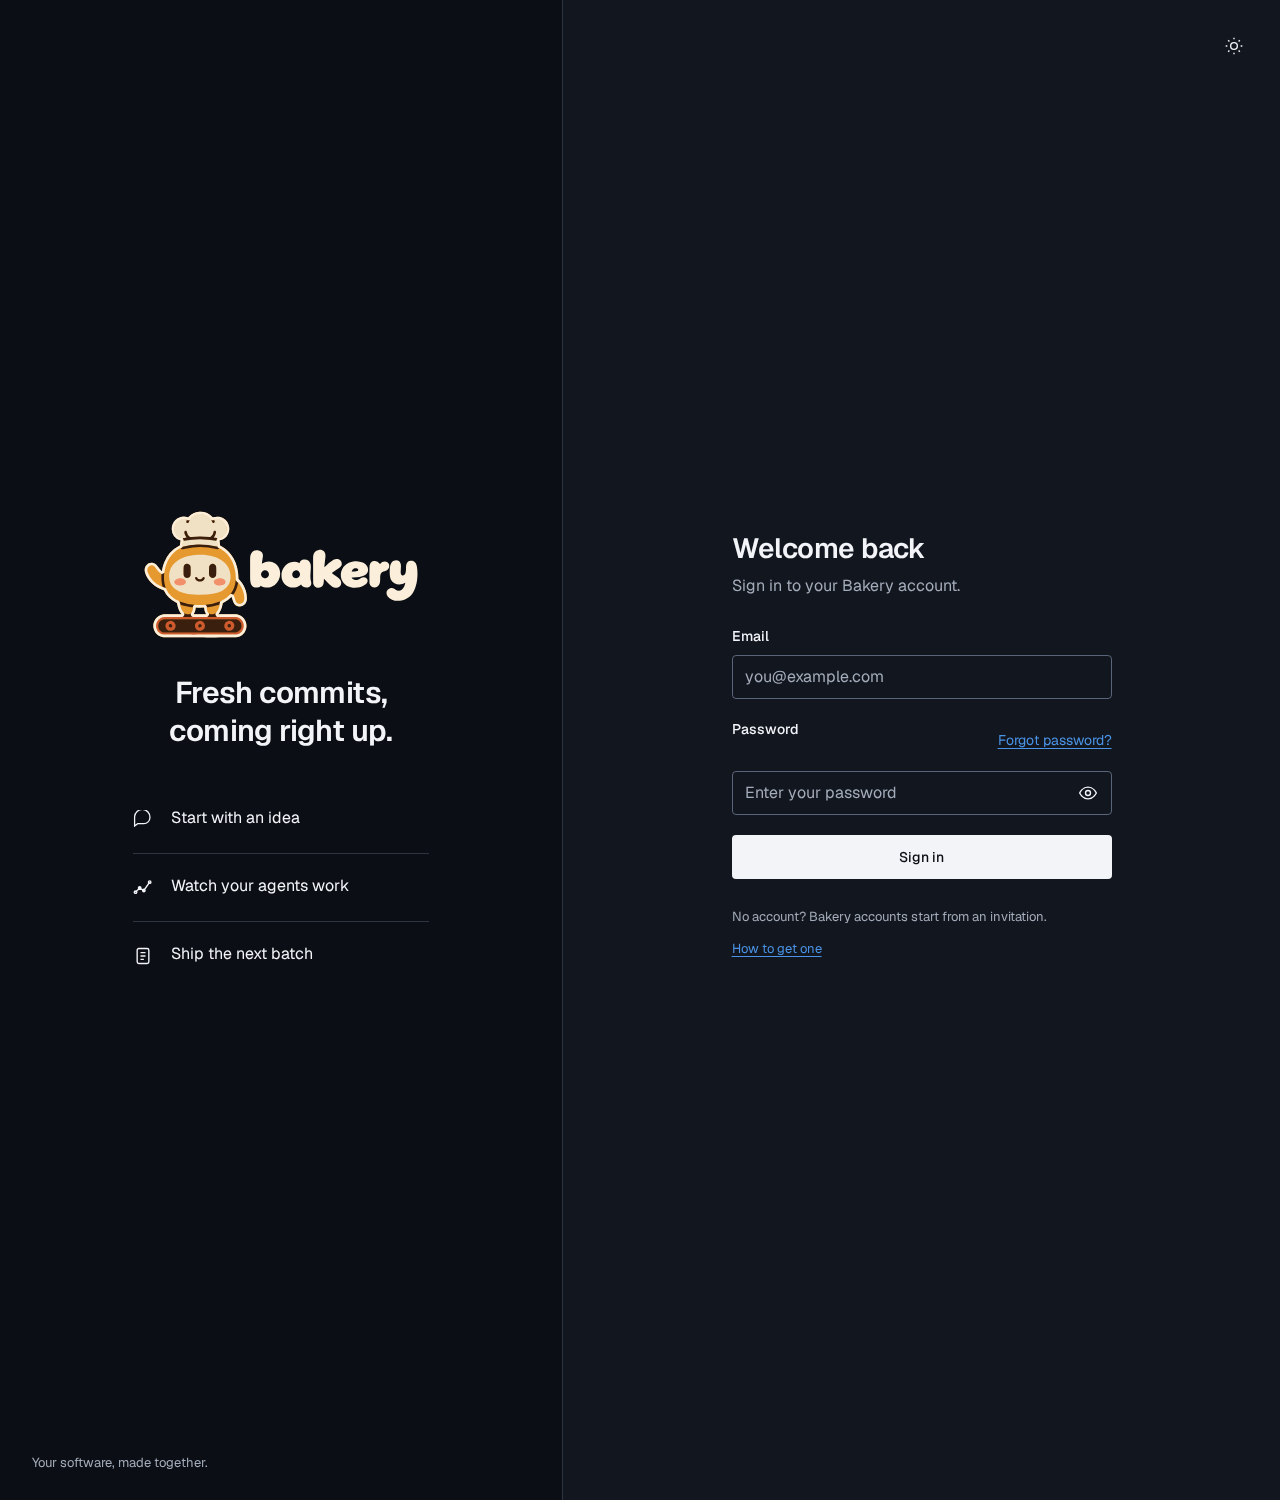 bakery
Fresh commits,
coming right up.
Start with an idea
Watch your agents work
Ship the next batch
Your software, made together.
Welcome back
Sign in to your Bakery account.
Email
you@example.com
Password
Forgot password?
Enter your password
Sign in
No account? Bakery accounts start from an invitation.
How to get one